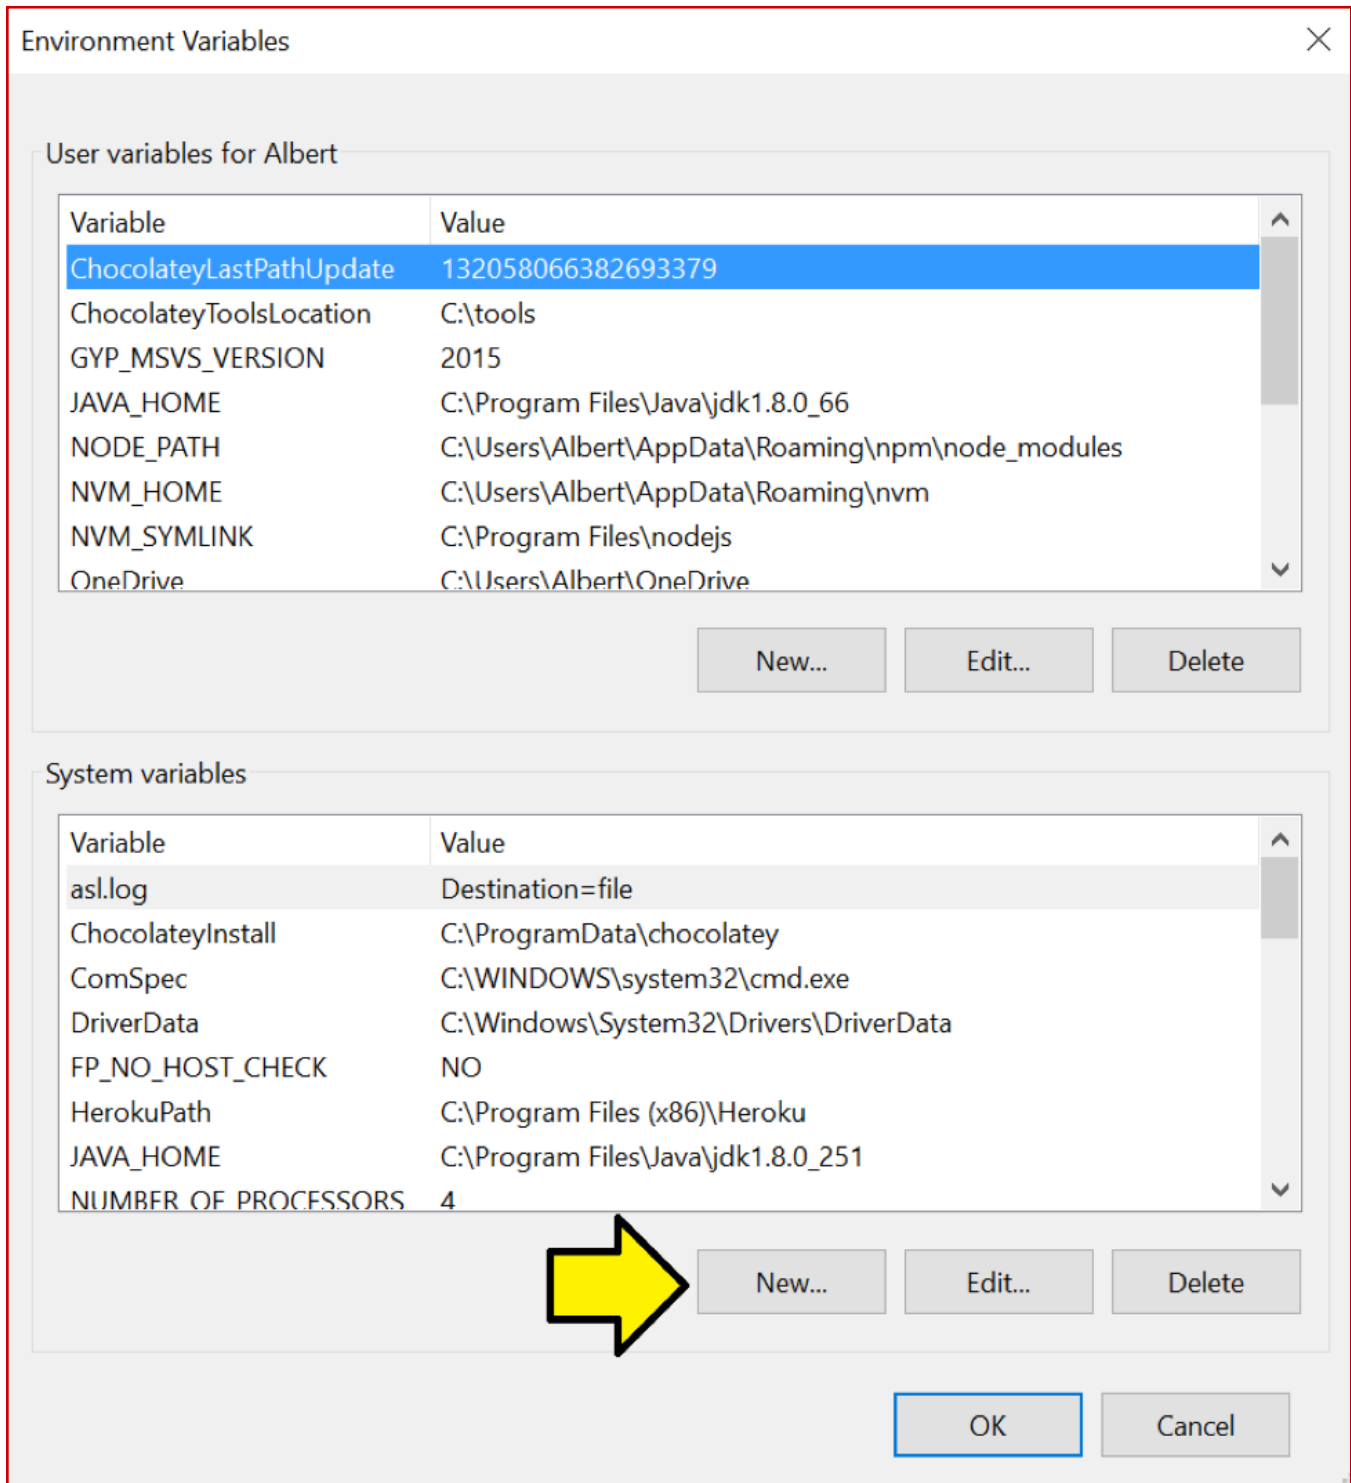 Environment Variables
User variables for Albert
Variable Value
ChocolateyLastPathUpdate 132058066382693379
ChocolateyToolsLocation C:\tools
GYP_MSVS_VERSION 2015
JAVA_HOME C:\Program Files\Java\jdk1.8.0_66
NODE_PATH C:\Users\Albert\AppData\Roaming\npm\node_modules
NVM_HOME C:\Users\Albert\AppData\Roaming\nvm
NVM_SYMLINK C:\Program Files\nodejs
OneDrive C:\Users\Albert\OneDrive
New... Edit... Delete
System variables
Variable Value
asl.log Destination=file
ChocolateyInstall C:\ProgramData\chocolatey
ComSpec C:\WINDOWS\system32\cmd.exe
DriverData C:\Windows\System32\Drivers\DriverData
FP_NO_HOST_CHECK NO
HerokuPath C:\Program Files (x86)\Heroku
JAVA_HOME C:\Program Files\Java\jdk1.8.0_251
NUMBER_OF_PROCESSORS 4
New... Edit... Delete
OK Cancel